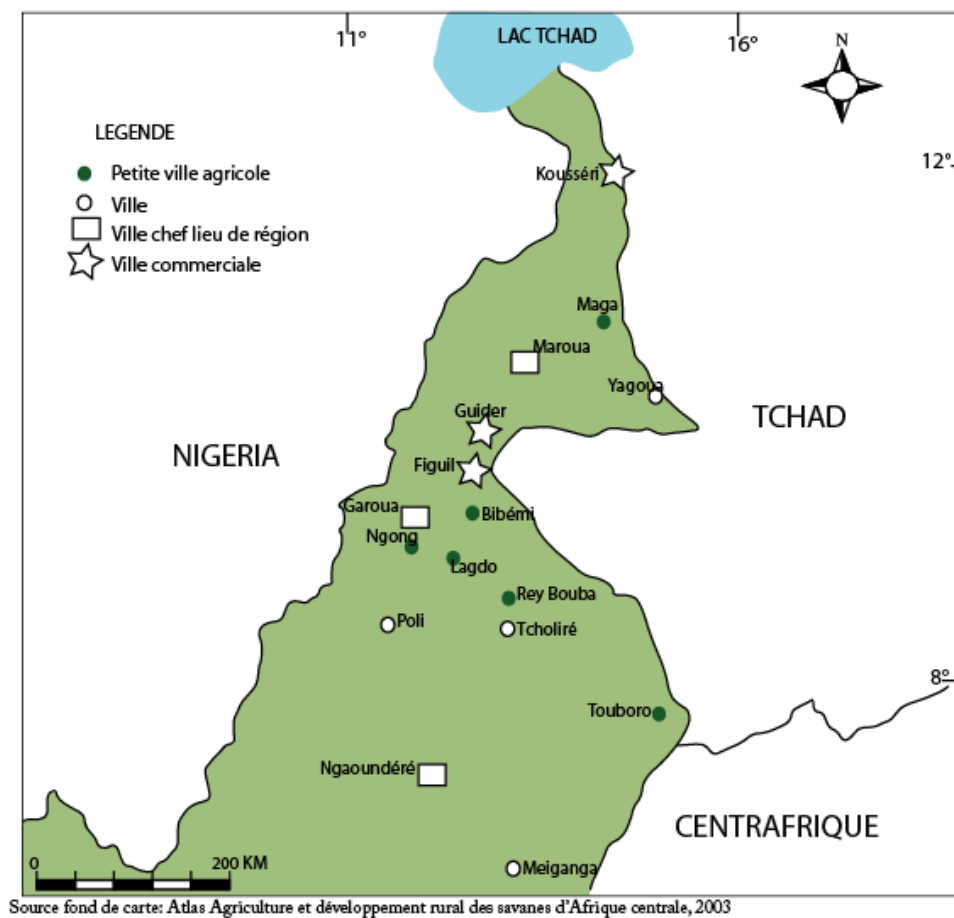 11°
16°
LAC TCHAD
N
LEGENDE
Petite ville agricole
Ville
Ville chef lieu de région
Ville commerciale
12°
Kousséri
Maga
Maroua
Yagoua
Guider
TCHAD
NIGERIA
Figuil
Garoua
Bibémi
Ngong
Lagdo
Rey Bouba
Poli
Tcholiré
8°
Touboro
Ngaoundéré
CENTRAFRIQUE
0 200 KM
Meiganga
Source fond de carte: Atlas Agriculture et développement rural des savanes d'Afrique centrale, 2003